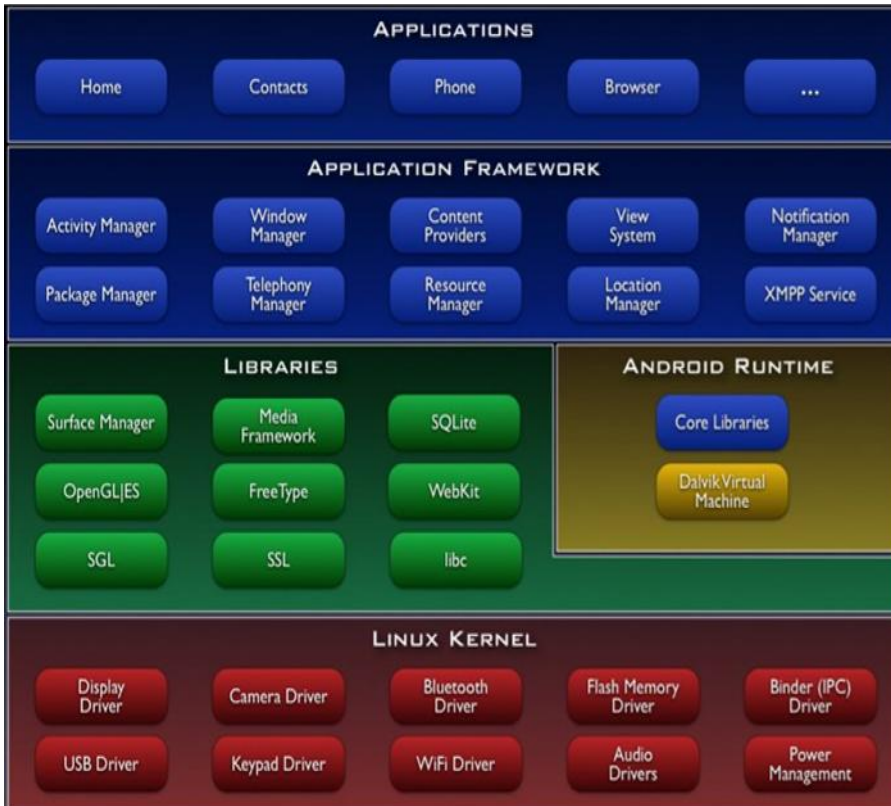 APPLICATIONS
Home
Contacts
Phone
Browser
...
APPLICATION FRAMEWORK
Activity Manager
Window
Manager
Content
Providers
View
System
Notification
Manager
Package Manager
Telephony
Manager
Resource
Manager
Location
Manager
XMPP Service
LIBRARIES
Surface Manager
Media
Framework
SQLite
OpenGL|ES
FreeType
WebKit
SGL
SSL
libc
ANDROID RUNTIME
Core Libraries
Dalvik Virtual
Machine
LINUX KERNEL
Display
Driver
Camera Driver
Bluetooth
Driver
Flash Memory
Driver
Binder (IPC)
Driver
USB Driver
Keypad Driver
WiFi Driver
Audio
Drivers
Power
Management